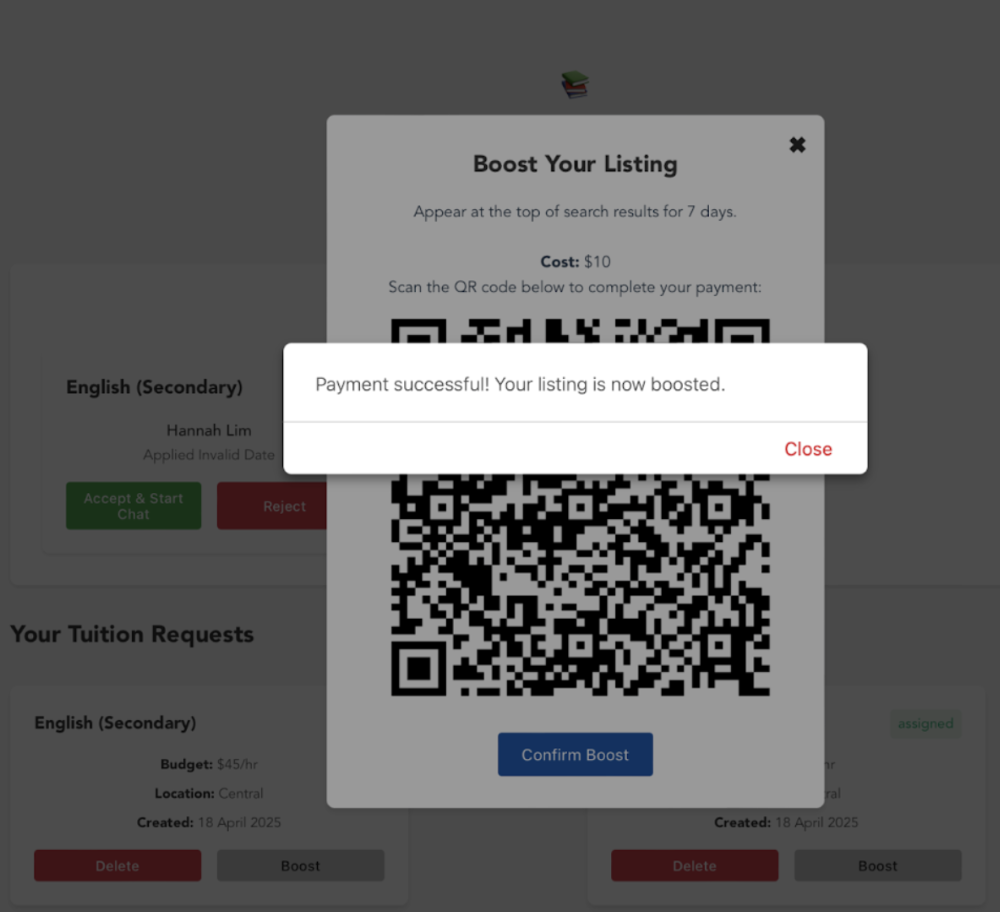 Boost Your Listing
✖
Appear at the top of search results for 7 days.
Cost: $10
Scan the QR code below to complete your payment:
Payment successful! Your listing is now boosted.
Close
Confirm Boost
English (Secondary)
Hannah Lim
Applied Invalid Date
Accept & Start
Chat
Reject
Your Tuition Requests
English (Secondary)
Budget: $45/hr
Location: Central
Created: 18 April 2025
Delete
Boost
assigned
Created: 18 April 2025
Delete
Boost